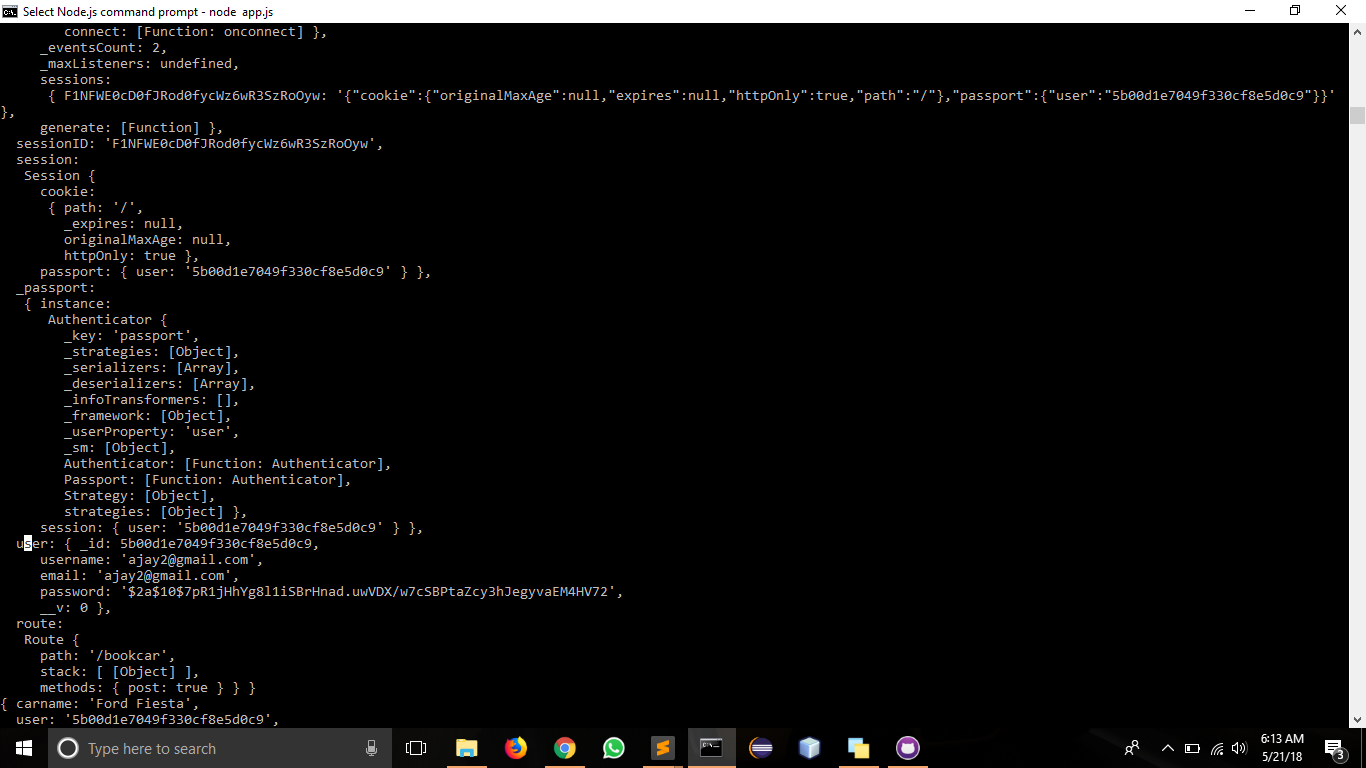 Select Node.js command prompt - node  app.js
connect: [Function: onconnect] },
_eventsCount: 2,
_maxListeners: undefined,
sessions:
{ F1NFWE0cD0fJRod0fycWz6wR3SzRoOyw: '{"cookie":{"originalMaxAge":null,"expires":null,"httpOnly":true,"path":"/"},"passport":{"user":"5b00d1e7049f330cf8e5d0c9"}}'
},
generate: [Function] },
sessionID: 'F1NFWE0cD0fJRod0fycWz6wR3SzRoOyw',
session:
Session {
cookie:
{ path: '/',
_expires: null,
originalMaxAge: null,
httpOnly: true },
passport: { user: '5b00d1e7049f330cf8e5d0c9' } },
_passport:
{ instance:
Authenticator {
_key: 'passport',
_strategies: [Object],
_serializers: [Array],
_deserializers: [Array],
_infoTransformers: [],
_framework: [Object],
_userProperty: 'user',
_sm: [Object],
Authenticator: [Function: Authenticator],
Passport: [Function: Authenticator],
Strategy: [Object],
strategies: [Object] },
session: { user: '5b00d1e7049f330cf8e5d0c9' } },
user: { _id: 5b00d1e7049f330cf8e5d0c9,
username: 'ajay2@gmail.com',
email: 'ajay2@gmail.com',
password: '$2a$10$7pR1jHhYg8l1iSBrHnad.uwVDX/w7cSBPtaZcy3hJegyvaEM4HV72',
__v: 0 },
route:
Route {
path: '/bookcar',
stack: [ [Object] ],
methods: { post: true } } }
{ carname: 'Ford Fiesta',
user: '5b00d1e7049f330cf8e5d0c9',
Type here to search
6:13 AM
5/21/18
3